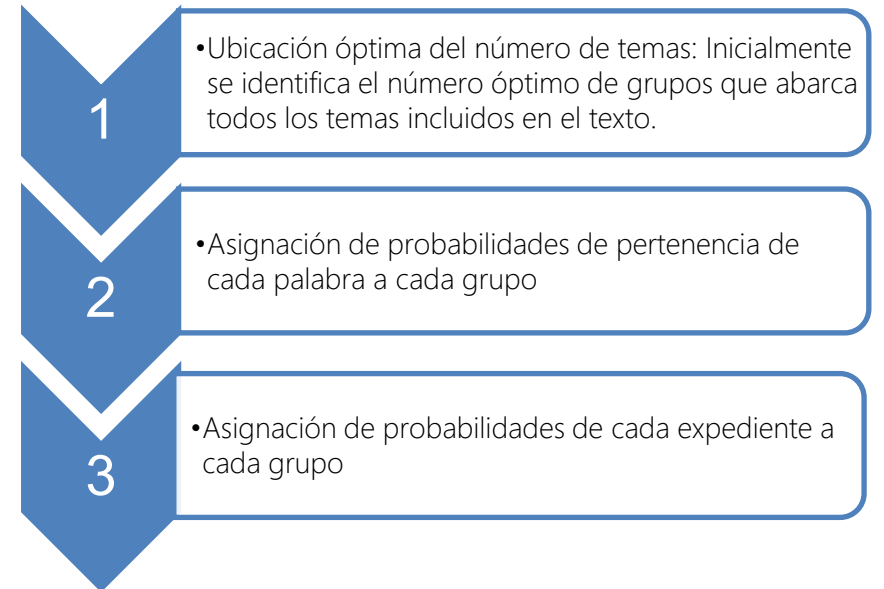 1
•Ubicación óptima del número de temas: Inicialmente
se identifica el número óptimo de grupos que abarca
todos los temas incluidos en el texto.
2
•Asignación de probabilidades de pertenencia de
cada palabra a cada grupo
3
•Asignación de probabilidades de cada expediente a
cada grupo